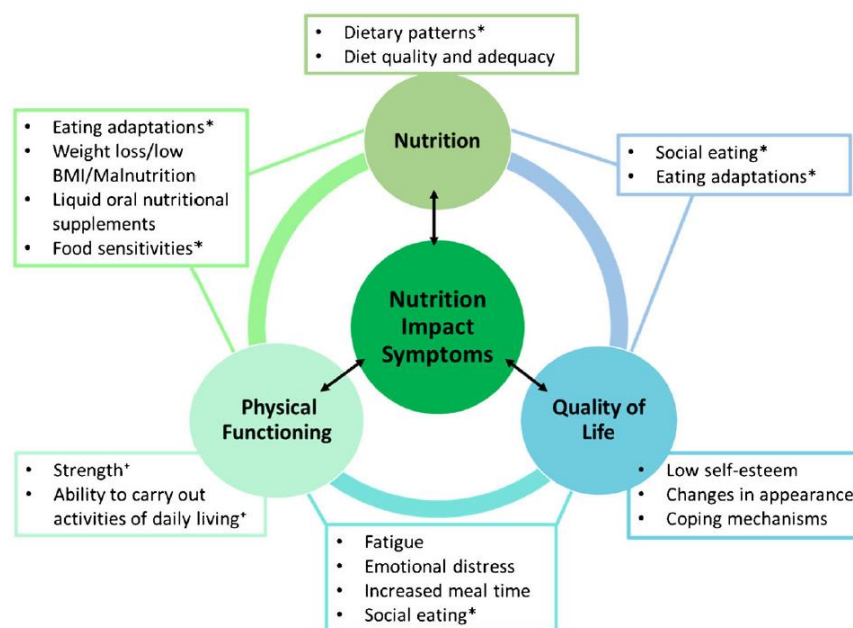 • Dietary patterns*
• Diet quality and adequacy
Nutrition
• Eating adaptations*
• Weight loss/low
BMI/Malnutrition
• Liquid oral nutritional
supplements
• Food sensitivities*
• Social eating*
• Eating adaptations*
Nutrition
Impact
Symptoms
Physical
Functioning
Quality of
Life
• Strength⁺
• Ability to carry out
activities of daily living⁺
• Low self-esteem
• Changes in appearance
• Coping mechanisms
• Fatigue
• Emotional distress
• Increased meal time
• Social eating*